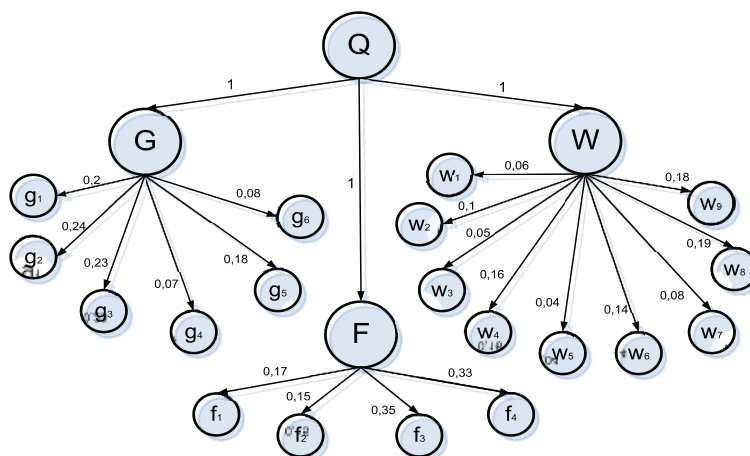 Q
1
1
G
W
1
0,2
0,24
0,23
0,07
0,18
0,08
g1
g2
g3
g4
g5
g6
0,06
0,1
0,05
0,16
0,04
0,14
0,08
0,19
0,18
w1
w2
w3
w4
w5
w6
w7
w8
w9
F
0,17
0,15
0,35
0,33
f1
f2
f3
f4